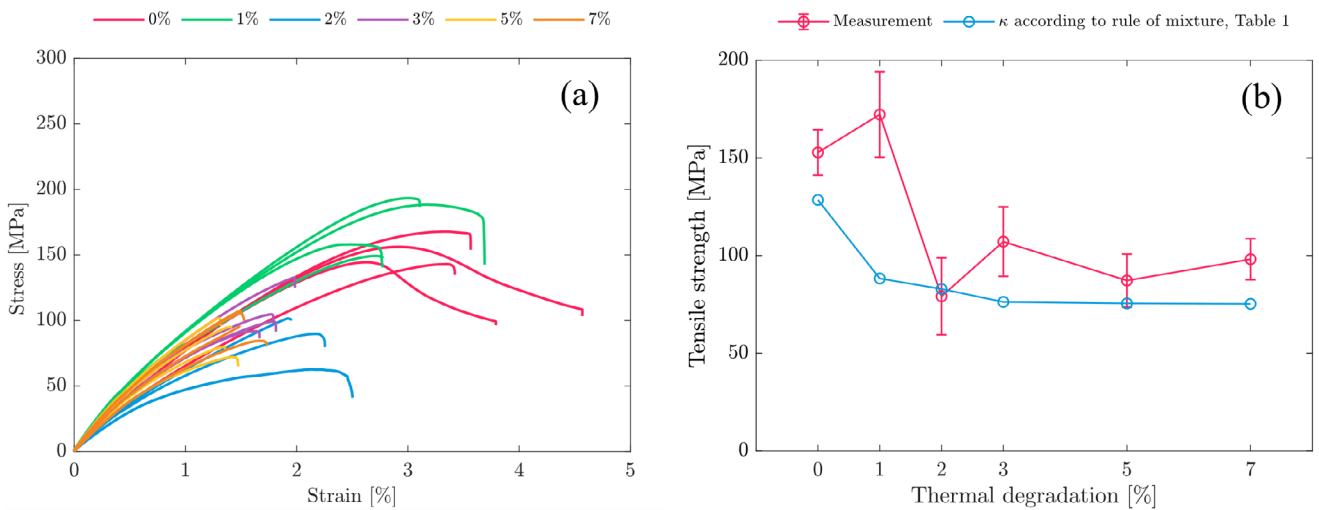 0% 1% 2% 3% 5% 7%
(a)
300
250
200
150
100
50
0
0 1 2 3 4 5
Stress [MPa]
Strain [%]
Measurement κ according to rule of mixture, Table 1
(b)
200
150
100
50
0
0 1 2 3 5 7
Tensile strength [MPa]
Thermal degradation [%]